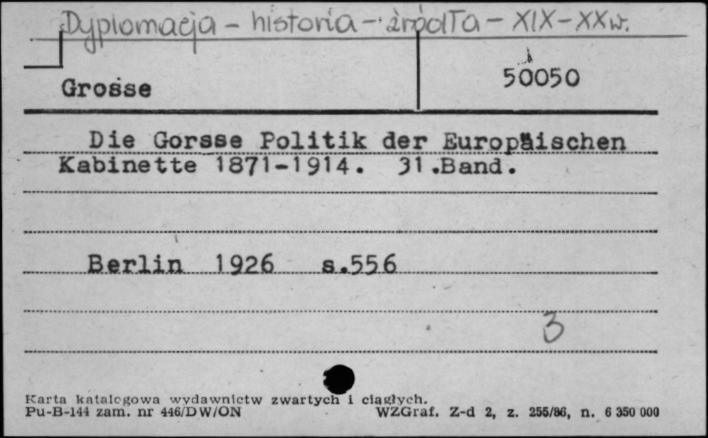 Dyplomacja - historia - źródła - XIX-XX w.
Grosse 50050
Die Gorsse Politik der Europäischen
Kabinette 1871-1914. 31.Band.
Berlin 1926 s.556
3
Karta katalogowa wydawnictw zwartych i ciągłych.
Pu-B-144 zam. nr 446/DW/ON WZGraf. Z-d 2, z. 255/86, n. 6 350 000